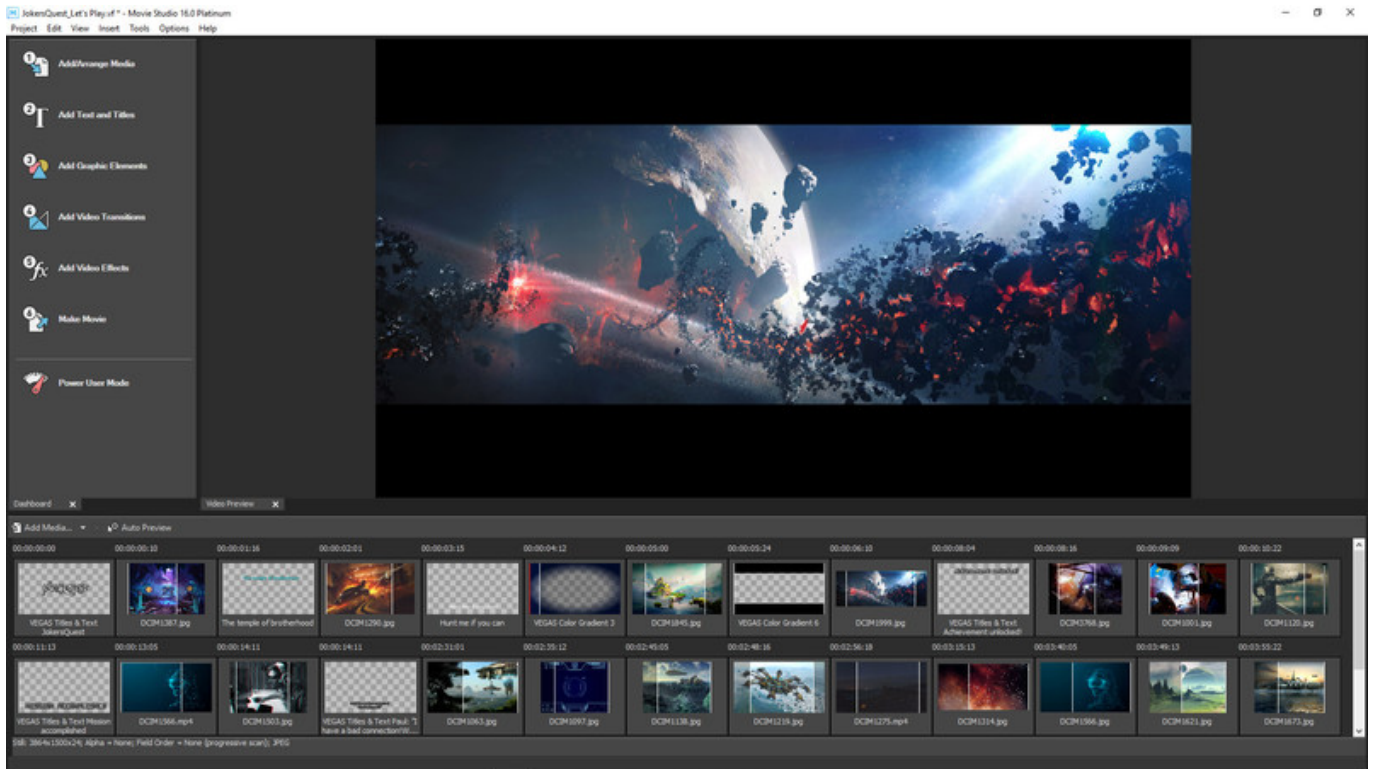 JokersQuest_Let's Play.vf * - Movie Studio 16.0 Platinum
Project Edit View Insert Tools Options Help
1
Add/Arrange Media
2
Add Text and Titles
3
Add Graphic Elements
4
Add Video Transitions
5
Add Video Effects
6
Make Movie
Power User Mode
Dashboard
Video Preview
Add Media...
Auto Preview
00:00:00:00 00:00:00:10 00:00:01:16 00:00:02:01 00:00:03:15 00:00:04:12 00:00:05:00 00:00:05:24 00:00:06:10 00:00:08:04 00:00:08:16 00:00:09:09 00:00:10:22
VEGAS Titles & Text DCIM1387.jpg The temple of brotherhood DCIM1290.jpg Hunt me if you can VEGAS Color Gradient 3 DCIM1845.jpg VEGAS Color Gradient 6 DCIM1999.jpg VEGAS Titles & Text DCIM3768.jpg DCIM1001.jpg DCIM1120.jpg
JokersQuest Achievement unlocked!
00:00:11:13 00:00:13:05 00:00:14:11 00:00:14:11 00:02:31:01 00:02:35:12 00:02:45:05 00:02:48:16 00:02:56:18 00:03:15:13 00:03:40:05 00:03:49:13 00:03:55:22
VEGAS Titles & Text Mission DCIM1566.mp4 DCIM1503.jpg VEGAS Titles & Text Paul: "I DCIM1063.jpg DCIM1097.jpg DCIM1138.jpg DCIM1219.jpg DCIM1275.mp4 DCIM1314.jpg DCIM1566.jpg DCIM1621.jpg DCIM1673.jpg
accomplished have a bad connection!W...
Still: 3864x1500x24; Alpha = None; Field Order = None (progressive scan); JPEG